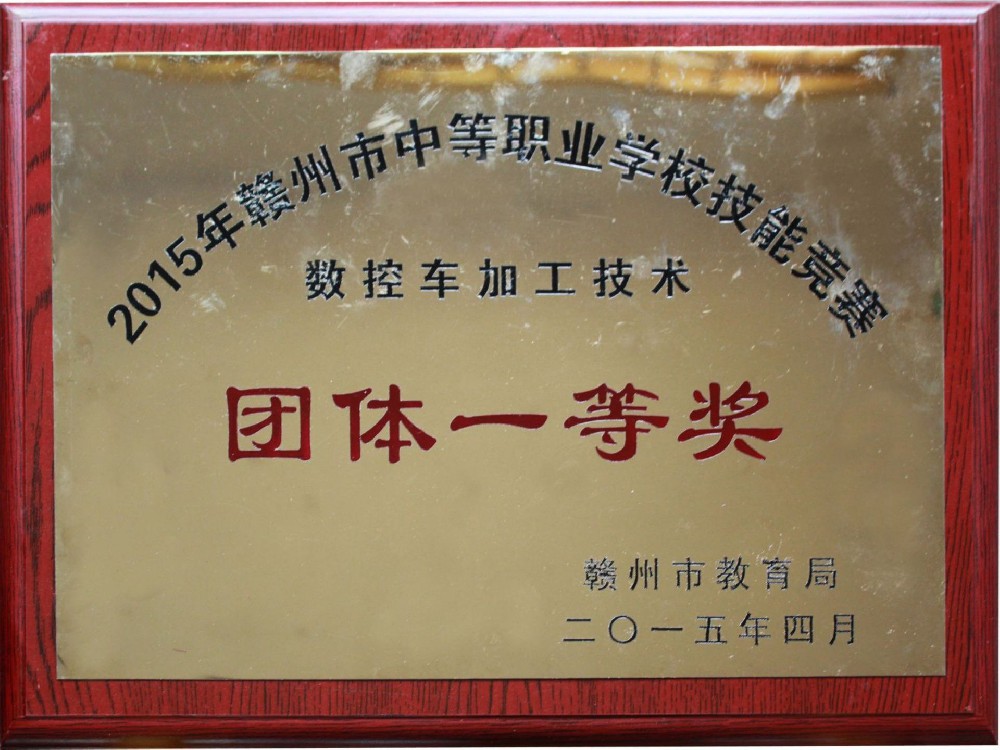 2015年赣州市中等职业学校技能竞赛
数控车加工技术
团体一等奖
赣州市教育局
二〇一五年四月